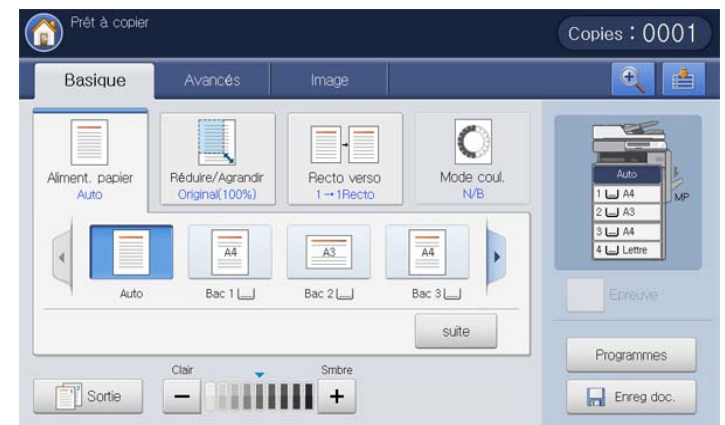 Prêt à copier
Copies : 0001
Basique
Avancés
Image
Aliment. papier
Auto
Réduire/Agrandir
Original(100%)
Recto verso
1→1Recto
Mode coul.
N/B
A4
A3
A4
Auto
Bac 1
Bac 2
Bac 3
suite
Auto
1 A4
2 A3
3 A4
4 Lettre
MP
Epreuve
Programmes
Enreg doc.
Sortie
Clair
Smbre